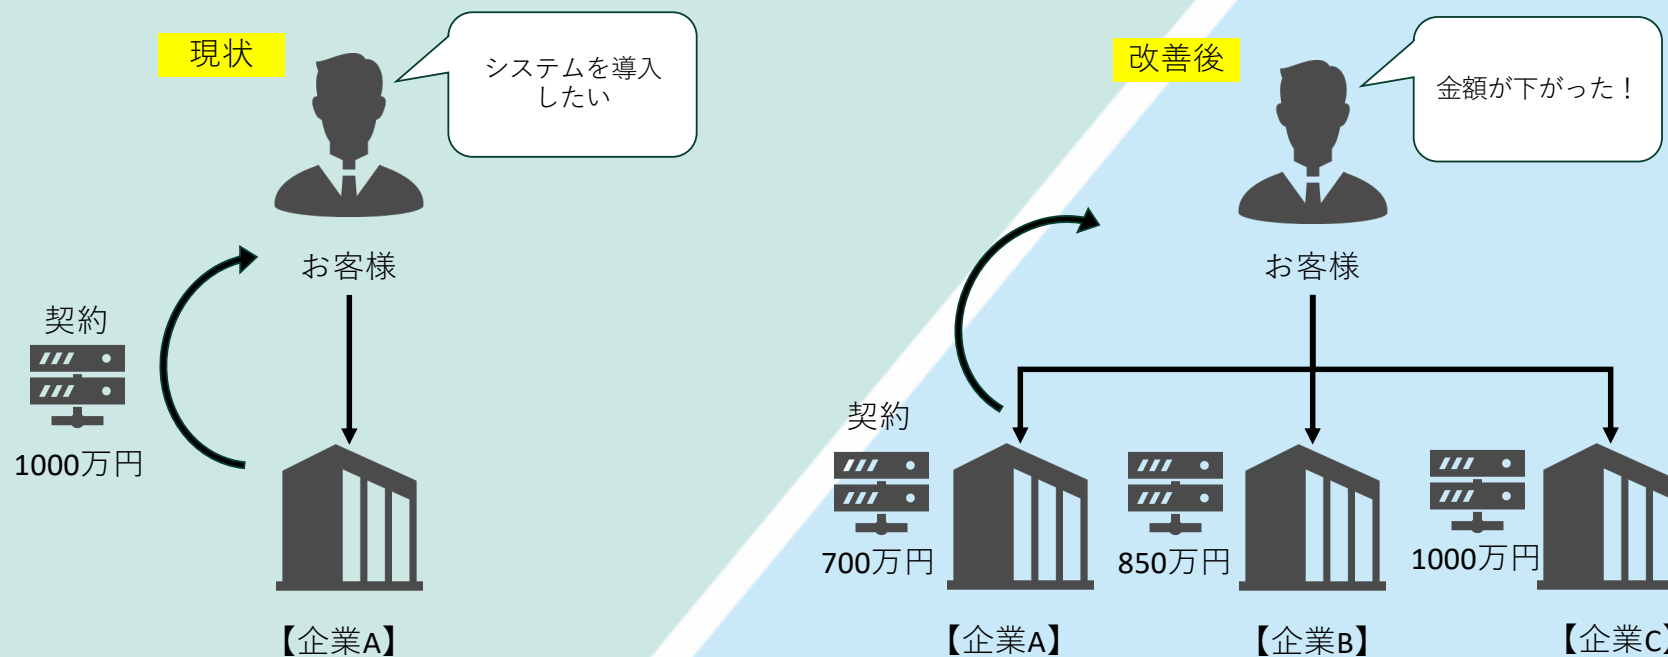 現状
システムを導入
したい
お客様
契約
1000万円
【企業A】
改善後
金額が下がった！
お客様
契約
700万円
850万円
1000万円
【企業A】
【企業B】
【企業C】